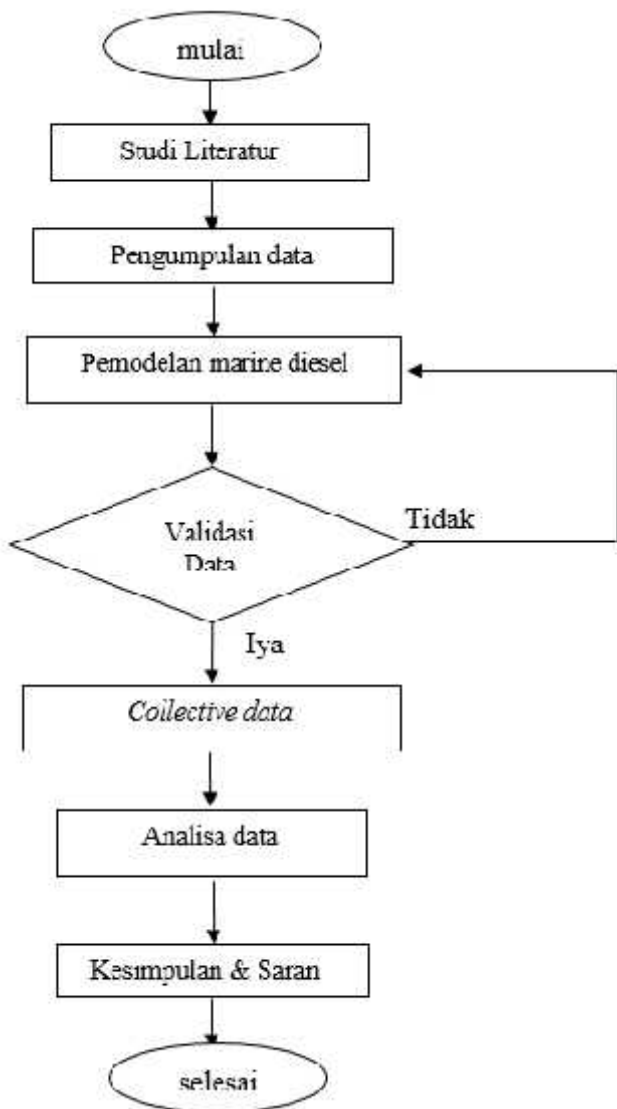 mulai
Studi Literatur
Pengumpulan data
Pemodelan marine diesel
Validasi
Data
Tidak
Iya
Collective data
Analisa data
Kesimpulan & Saran
selesai